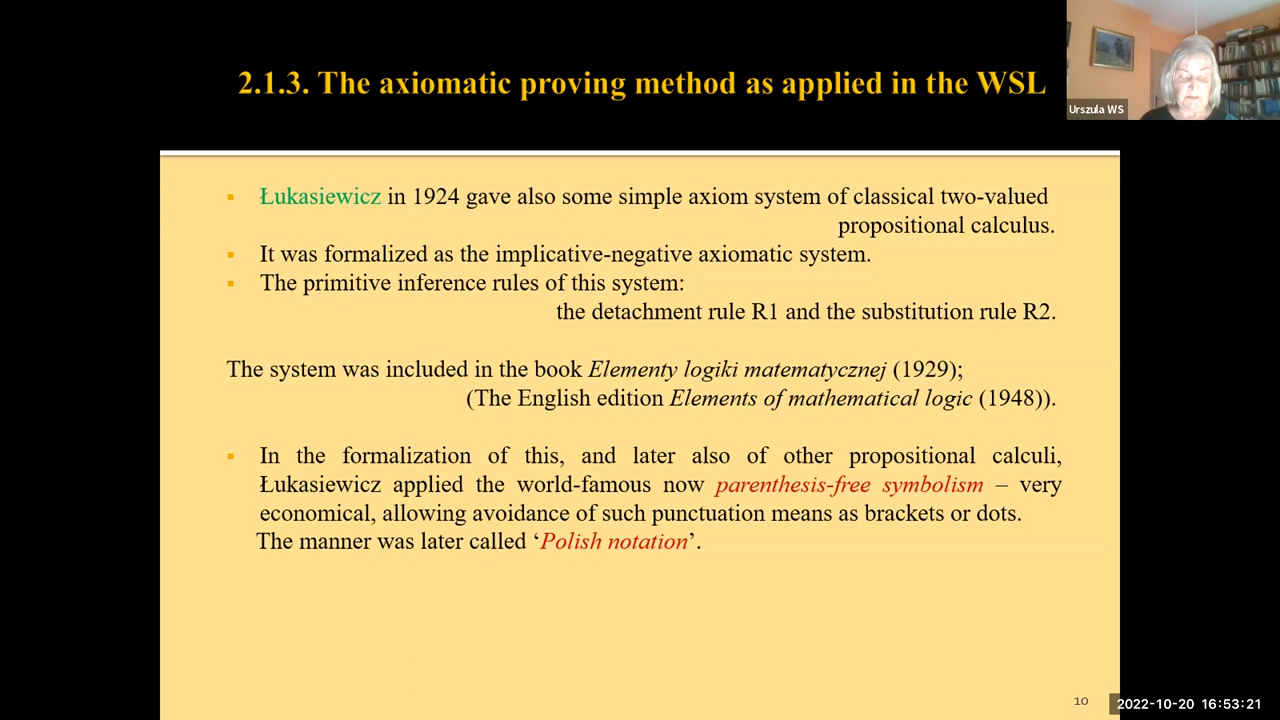 2.1.3. The axiomatic proving method as applied in the WSL
Urszula WS
▪ Łukasiewicz in 1924 gave also some simple axiom system of classical two-valued
propositional calculus.
▪ It was formalized as the implicative-negative axiomatic system.
▪ The primitive inference rules of this system:
the detachment rule R1 and the substitution rule R2.
The system was included in the book Elementy logiki matematycznej (1929);
(The English edition Elements of mathematical logic (1948)).
▪ In the formalization of this, and later also of other propositional calculi,
Łukasiewicz applied the world-famous now parenthesis-free symbolism – very
economical, allowing avoidance of such punctuation means as brackets or dots.
The manner was later called ‘Polish notation’.
10
2022-10-20 16:53:21